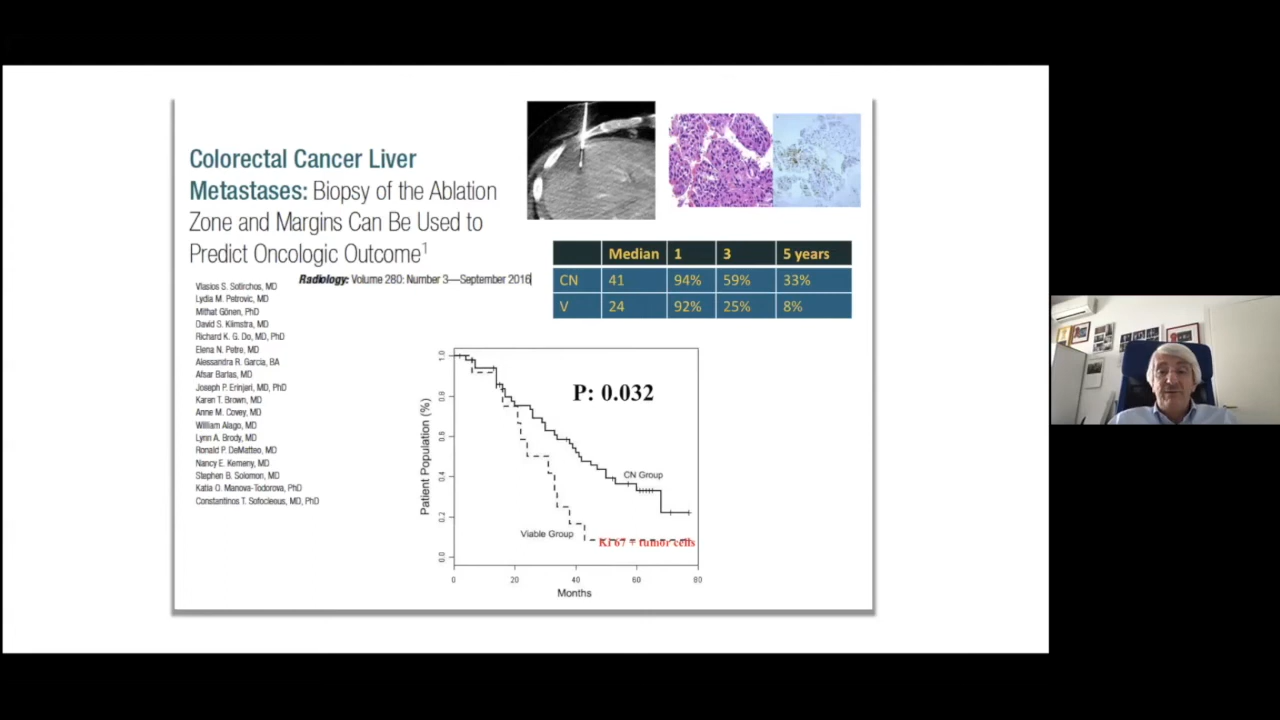 Colorectal Cancer Liver
Metastases: Biopsy of the Ablation
Zone and Margins Can Be Used to
Predict Oncologic Outcome1
Radiology: Volume 280: Number 3—September 2016
Vlasios S. Sotirchos, MD
Lydia M. Petrovic, MD
Mithat Gönen, PhD
David S. Klimstra, MD
Richard K. G. Do, MD, PhD
Elena N. Petre, MD
Alessandra R. Garcia, BA
Afsar Barlas, MD
Joseph P. Erinjeri, MD, PhD
Karen T. Brown, MD
Anne M. Covey, MD
William Alago, MD
Lynn A. Brody, MD
Ronald P. DeMatteo, MD
Nancy E. Kemeny, MD
Stephen B. Solomon, MD
Katia O. Manova-Todorova, PhD
Constantinos T. Sofocleous, MD, PhD
Median 1 3 5 years
CN 41 94% 59% 33%
V 24 92% 25% 8%
P: 0.032
CN Group
Viable Group
Ki 67 + tumor cells
Patient Population (%)
1.0
0.8
0.6
0.4
0.2
0.0
0 20 40 60 80
Months